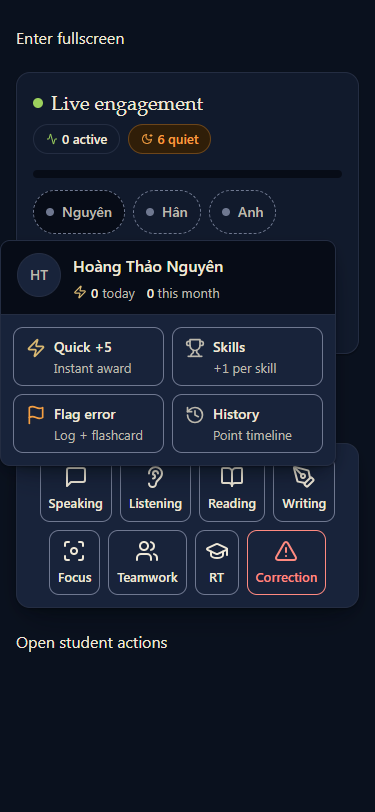 Enter fullscreen
Live engagement
0 active
6 quiet
Nguyên
Hân
Anh
HT
Hoàng Thảo Nguyên
0 today 0 this month
Quick +5
Instant award
Skills
+1 per skill
Flag error
Log + flashcard
History
Point timeline
Speaking
Listening
Reading
Writing
Focus
Teamwork
RT
Correction
Open student actions